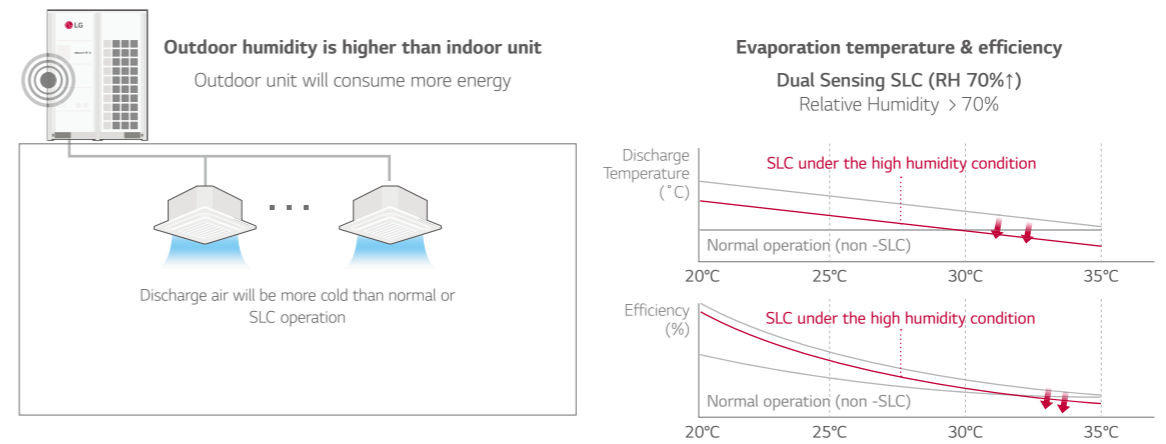 LG
Outdoor humidity is higher than indoor unit
Outdoor unit will consume more energy
Discharge air will be more cold than normal or
SLC operation
Evaporation temperature & efficiency
Dual Sensing SLC (RH 70%↑)
Relative Humidity > 70%
Discharge
Temperature
(˚C)
SLC under the high humidity condition
Normal operation (non -SLC)
20°C 25°C 30°C 35°C
Efficiency
(%)
SLC under the high humidity condition
Normal operation (non -SLC)
20°C 25°C 30°C 35°C